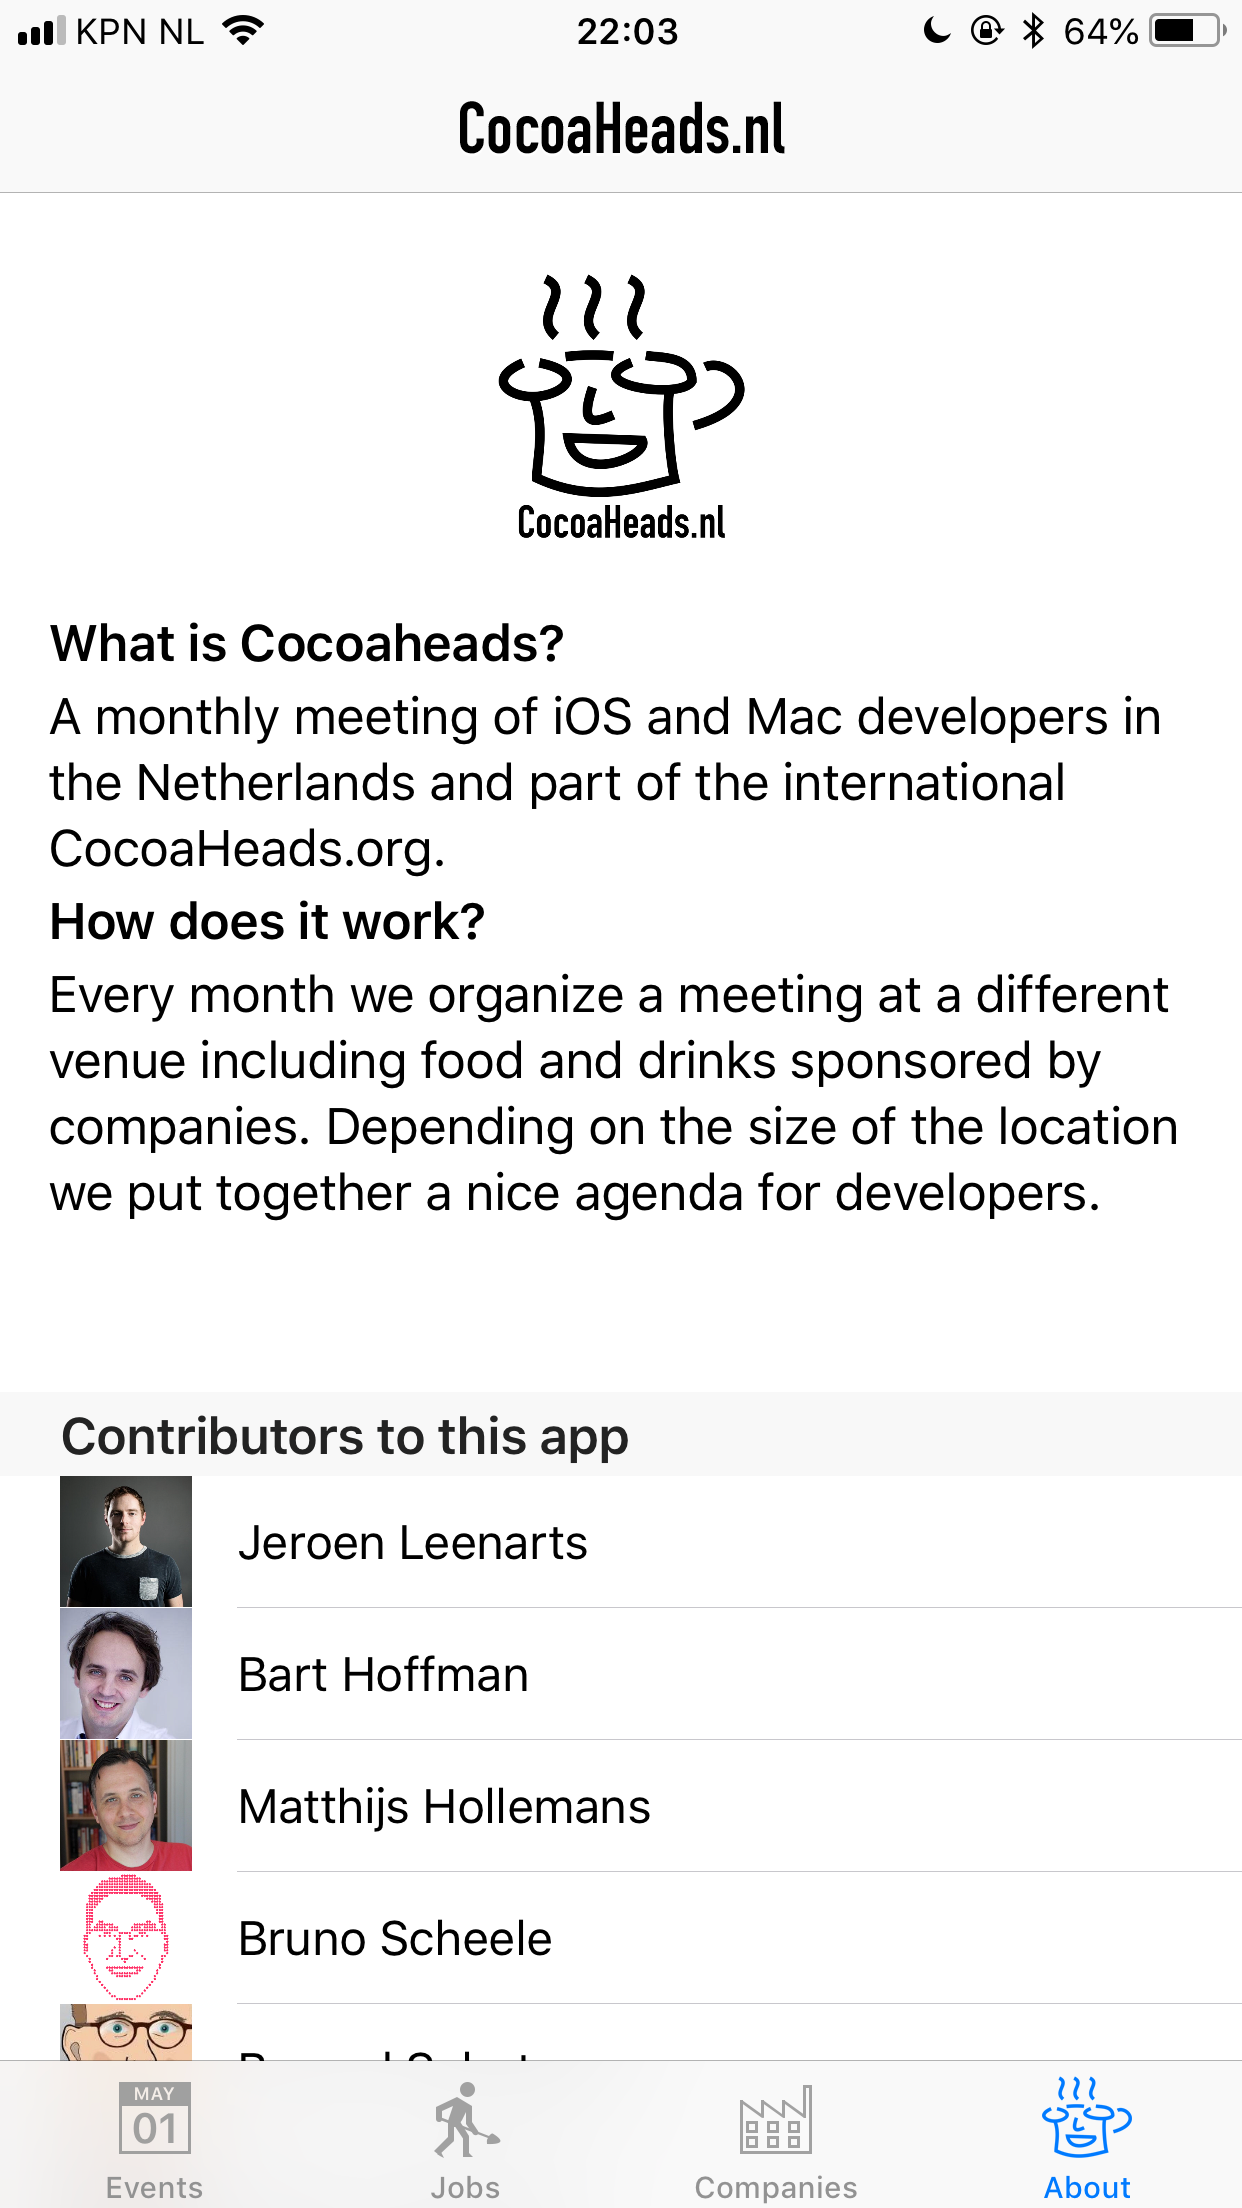 KPN NL 22:03 64%
CocoaHeads.nl
CocoaHeads.nl
What is Cocoaheads?
A monthly meeting of iOS and Mac developers in
the Netherlands and part of the international
CocoaHeads.org.
How does it work?
Every month we organize a meeting at a different
venue including food and drinks sponsored by
companies. Depending on the size of the location
we put together a nice agenda for developers.
Contributors to this app
Jeroen Leenarts
Bart Hoffman
Matthijs Hollemans
Bruno Scheele
MAY
01
Events Jobs Companies About